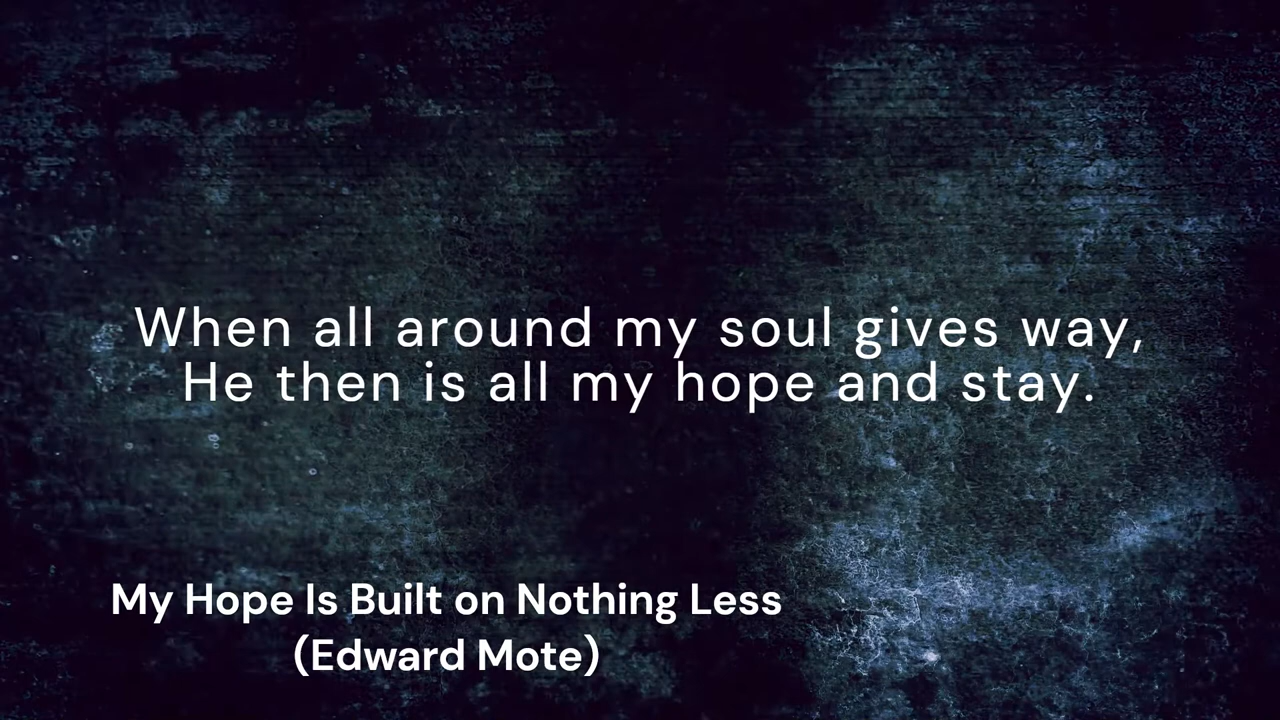 When all around my soul gives way,
He then is all my hope and stay.
My Hope Is Built on Nothing Less
(Edward Mote)